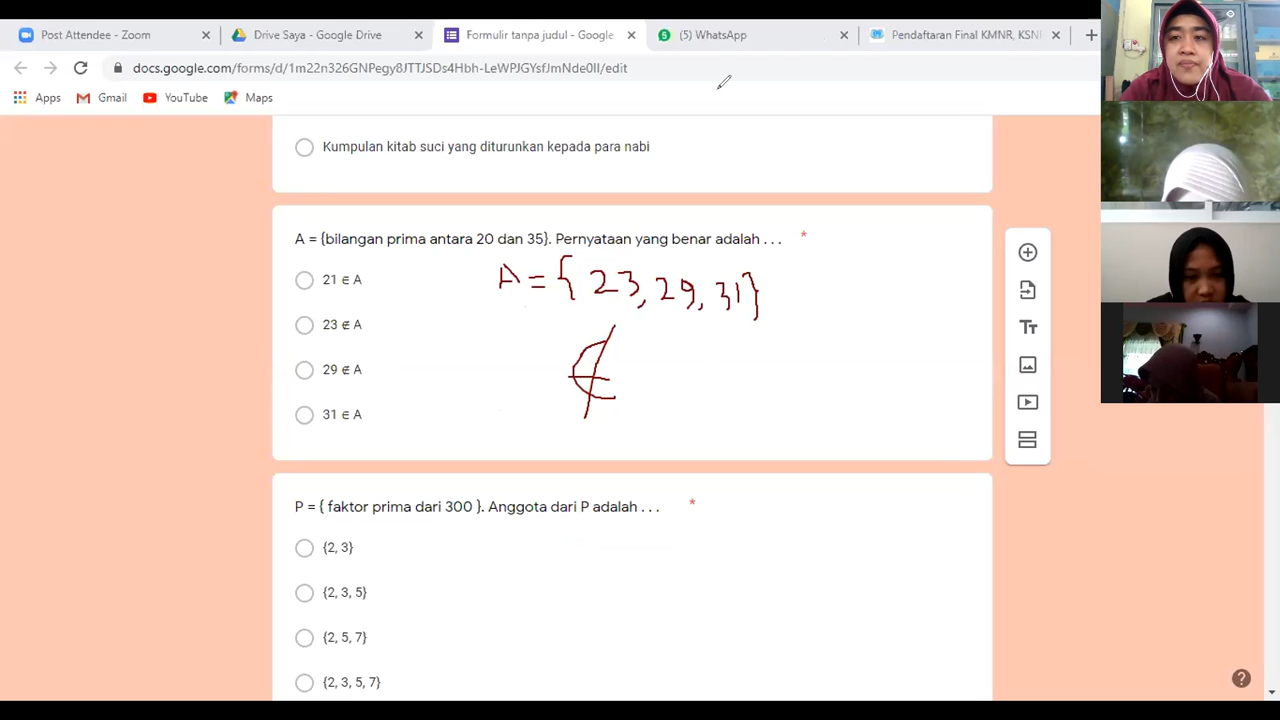 Post Attendee - Zoom
Drive Saya - Google Drive
Formulir tanpa judul - Google
(5) WhatsApp
Pendaftaran Final KMNR, KSNI
docs.google.com/forms/d/1m22n326GNPegy8JTTJSDs4Hbh-LeWPJGYsfJmNde0II/edit
Apps
Gmail
YouTube
Maps
Kumpulan kitab suci yang diturunkan kepada para nabi
A = {bilangan prima antara 20 dan 35}. Pernyataan yang benar adalah . . . *
21 ∈ A
A = { 23, 29, 31}
23 ∉ A
∉
29 ∉ A
31 ∈ A
P = { faktor prima dari 300 }. Anggota dari P adalah . . . *
{2, 3}
{2, 3, 5}
{2, 5, 7}
{2, 3, 5, 7}